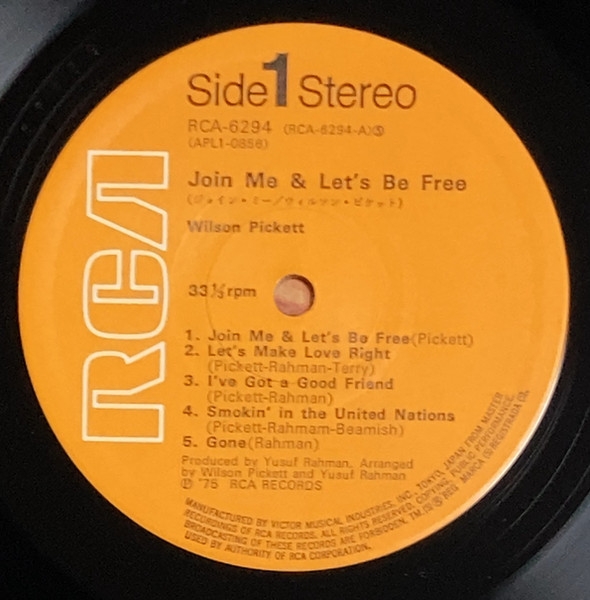 Side 1 Stereo
RCA-6294 (RCA-6294-A)Ⓢ
(APL1-0856)
Join Me & Let's Be Free
(ジョイン・ミー/ウィルソン・ピケット)
Wilson Pickett
33⅓rpm
RCA
1. Join Me & Let's Be Free(Pickett)
2. Let's Make Love Right
(Pickett-Rahman-Terry)
3. I've Got a Good Friend
(Pickett-Rahman)
4. Smokin' in the United Nations
(Pickett-Rahmam-Beamish)
5. Gone(Rahman)
Produced by Yusuf Rahman, Arranged
by Wilson Pickett and Yusuf Rahman
Ⓟ '75 RCA RECORDS
MANUFACTURED BY VICTOR MUSICAL INDUSTRIES, INC., TOKYO, JAPAN FROM MASTER
RECORDINGS OF RCA RECORDS. ALL RIGHTS RESERVED. COPYING, PUBLIC PERFORMANCE,
BROADCASTING OF THESE RECORDS ARE FORBIDDEN. TM.(S) ® REG. MARCA (S) REGISTRADA (S).
USED BY AUTHORITY OF RCA CORPORATION.